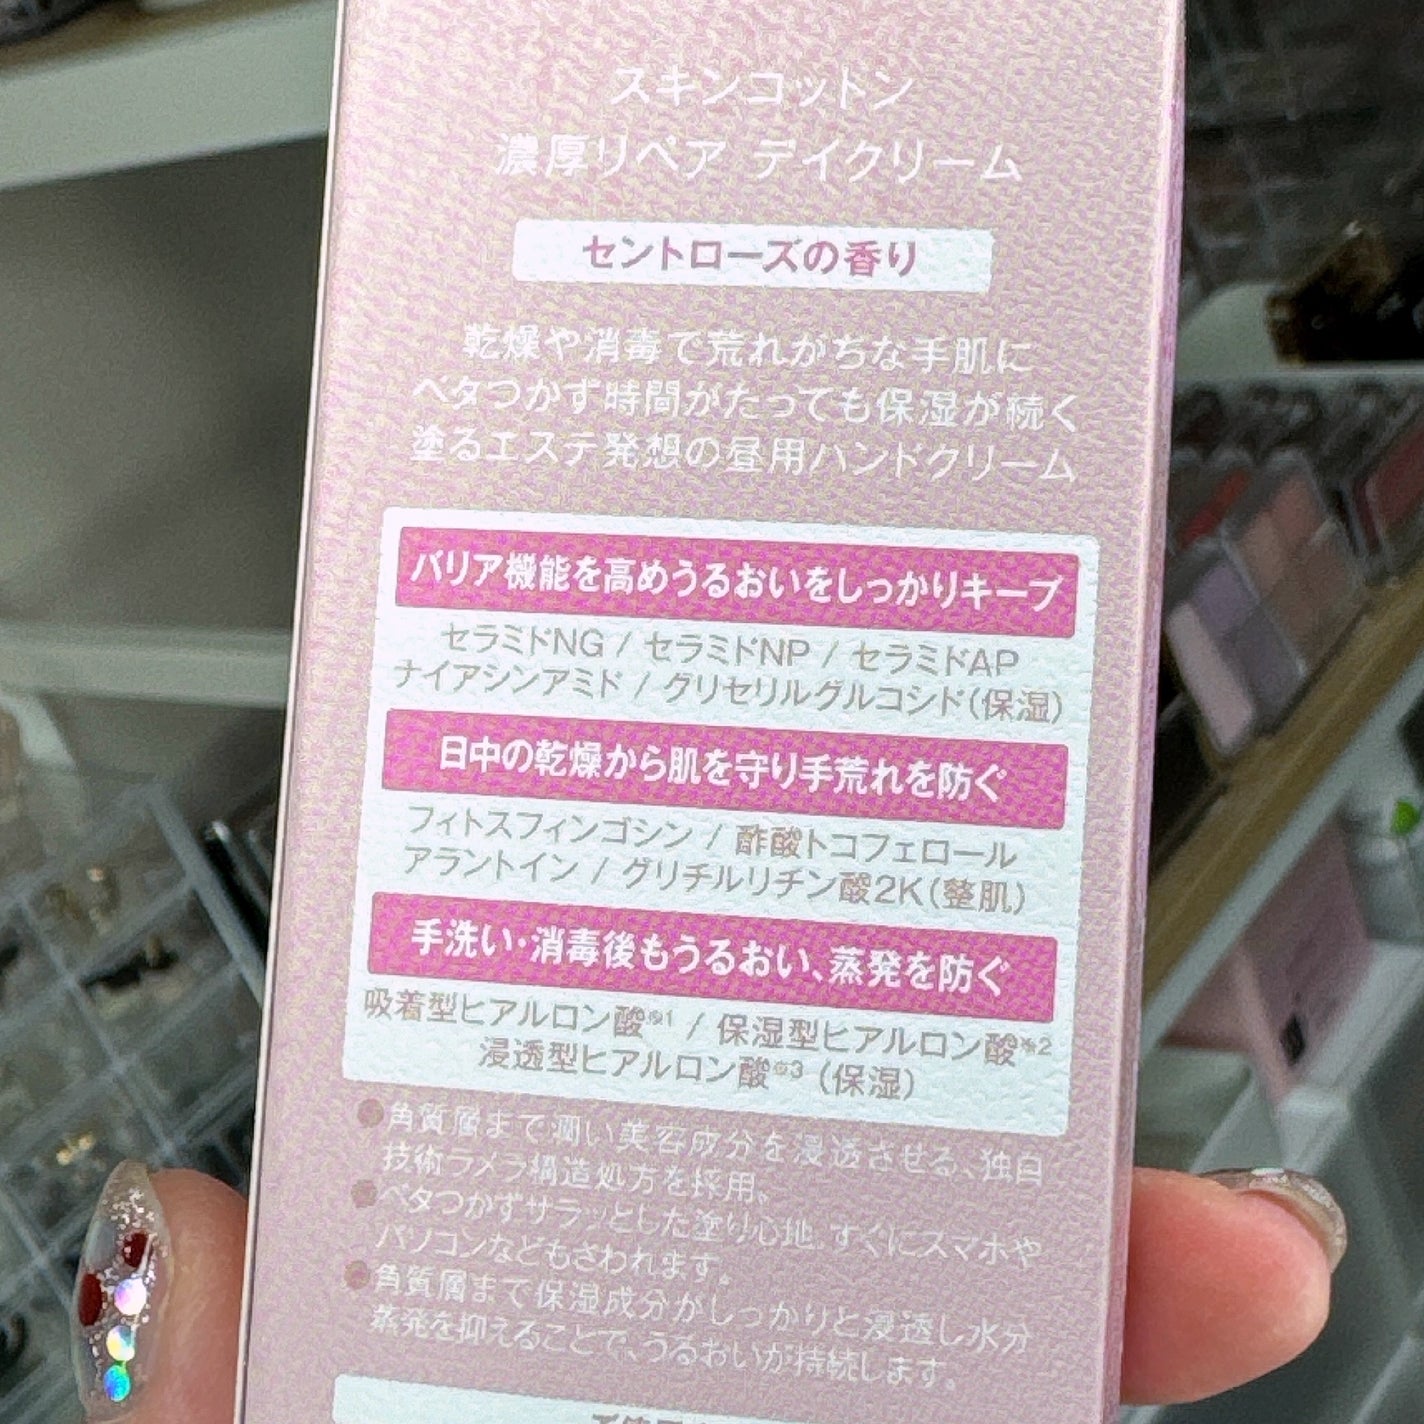 スキンコットン
濃厚リペア デイクリーム
セントローズの香り
乾燥や消毒で荒れがちな手肌に
ベタつかず時間がたっても保湿が続く
塗るエステ発想の昼用ハンドクリーム
バリア機能を高めうるおいをしっかりキープ
セラミドNG / セラミドNP / セラミドAP
ナイアシンアミド / グリセリルグルコシド(保湿)
日中の乾燥から肌を守り手荒れを防ぐ
フィトスフィンゴシン / 酢酸トコフェロール
アラントイン / グリチルリチン酸2K(整肌)
手洗い・消毒後もうるおい、蒸発を防ぐ
吸着型ヒアルロン酸※1 / 保湿型ヒアルロン酸※2
浸透型ヒアルロン酸※3 (保湿)
●角質層まで潤い美容成分を浸透させる、独自
技術ラメラ構造処方を採用。
●ベタつかずサラッとした塗り心地 すぐにスマホや
パソコンなどもさわれます。
●角質層まで保湿成分がしっかりと浸透し水分
蒸発を抑えることで、うるおいが持続します。